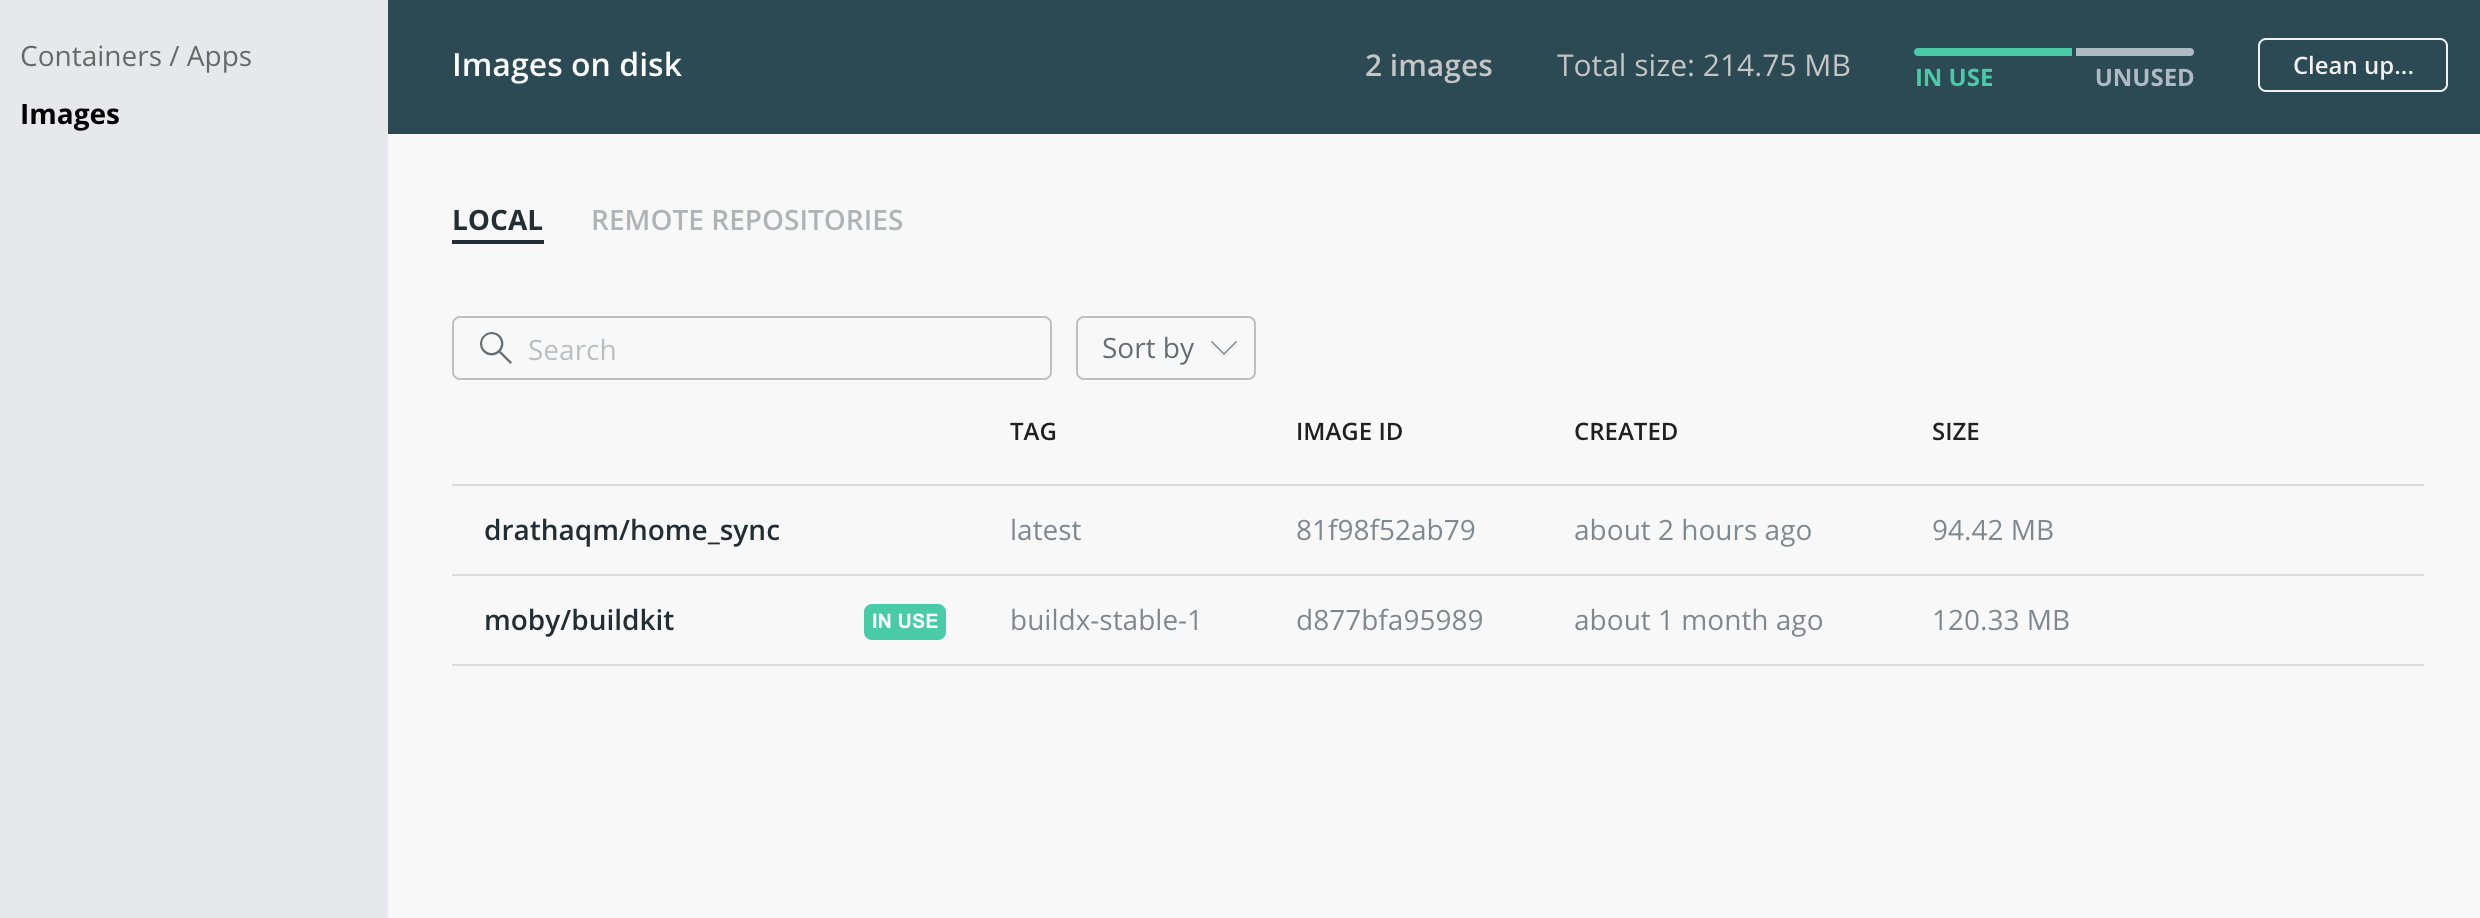 Containers / Apps
Images
Images on disk
2 images
Total size: 214.75 MB
IN USE
UNUSED
Clean up...
LOCAL
REMOTE REPOSITORIES
Search
Sort by
TAG IMAGE ID CREATED SIZE
drathaqm/home_sync latest 81f98f52ab79 about 2 hours ago 94.42 MB
moby/buildkit IN USE buildx-stable-1 d877bfa95989 about 1 month ago 120.33 MB